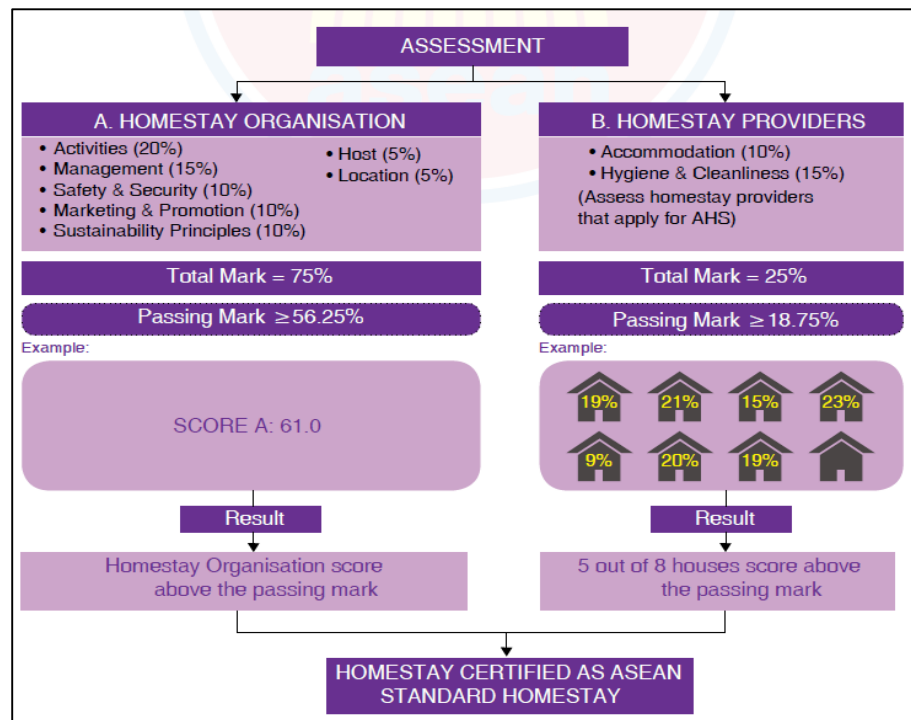 ASSESSMENT
A. HOMESTAY ORGANISATION
• Activities (20%)
• Management (15%)
• Safety & Security (10%)
• Marketing & Promotion (10%)
• Sustainability Principles (10%)
• Host (5%)
• Location (5%)
Total Mark = 75%
Passing Mark ≥56.25%
Example:
SCORE A: 61.0
Result
Homestay Organisation score
above the passing mark
B. HOMESTAY PROVIDERS
• Accommodation (10%)
• Hygiene & Cleanliness (15%)
(Assess homestay providers
that apply for AHS)
Total Mark = 25%
Passing Mark ≥18.75%
Example:
19% 21% 15% 23%
9% 20% 19%
Result
5 out of 8 houses score above
the passing mark
HOMESTAY CERTIFIED AS ASEAN
STANDARD HOMESTAY
asean